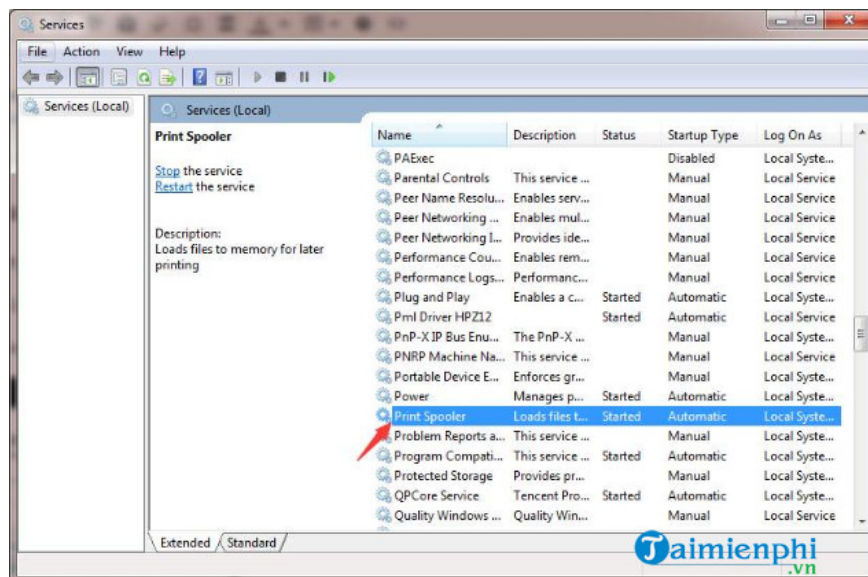 Services
File Action View Help
Services (Local)
Services (Local)
Print Spooler
Stop the service
Restart the service
Description:
Loads files to memory for later
printing
Name Description Status Startup Type Log On As
PAExec Disabled Local Syste...
Parental Controls This service ... Manual Local Service
Peer Name Resolu... Enables serv... Manual Local Service
Peer Networking ... Enables mul... Manual Local Service
Peer Networking I... Provides ide... Manual Local Service
Performance Cou... Enables rem... Manual Local Service
Performance Logs... Performanc... Manual Local Service
Plug and Play Enables a c... Started Automatic Local Syste...
Pml Driver HPZ12 Started Automatic Local Service
PnP-X IP Bus Enu... The PnP-X ... Manual Local Syste...
PNRP Machine Na... This service ... Manual Local Service
Portable Device E... Enforces gr... Manual Local Syste...
Power Manages p... Started Automatic Local Syste...
Print Spooler Loads files t... Started Automatic Local Syste...
Problem Reports a... This service ... Manual Local Syste...
Program Compati... This service ... Started Automatic Local Syste...
Protected Storage Provides pr... Manual Local Syste...
QPCore Service Tencent Pro... Started Automatic Local Syste...
Quality Windows ... Quality Win... Manual Local Service
Extended Standard
Taimienphi
.vn